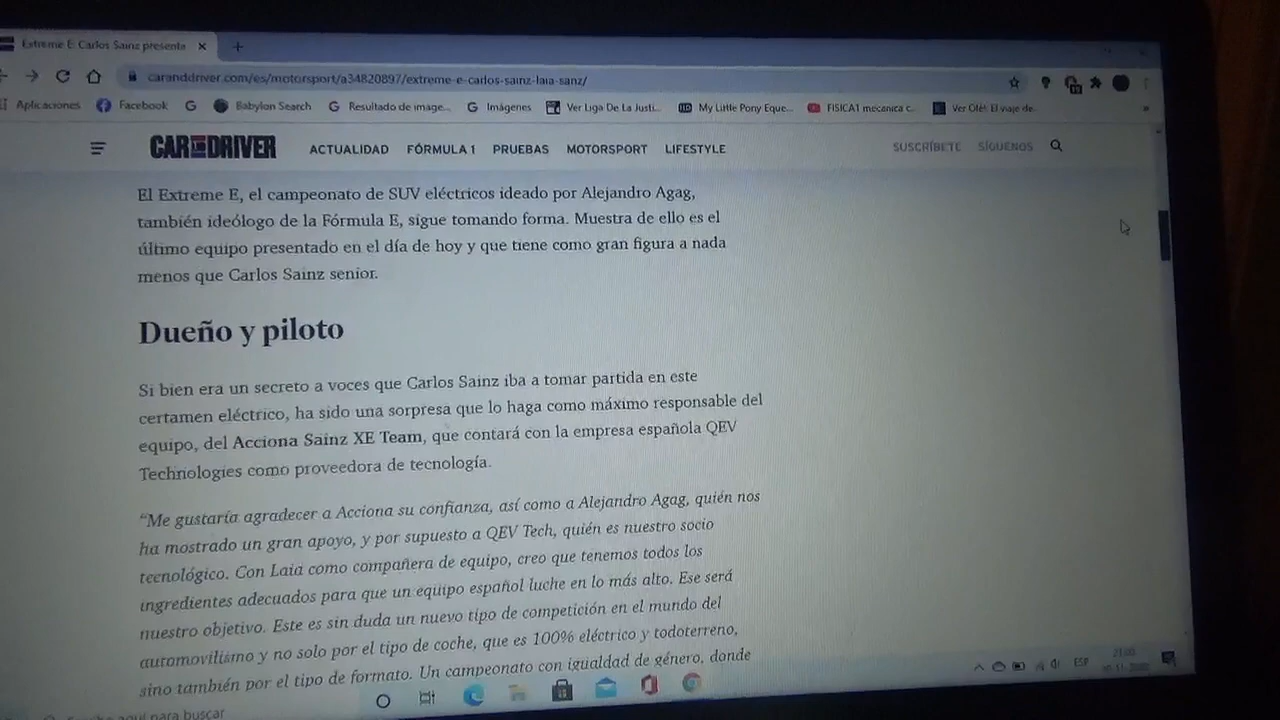 Extreme E: Carlos Sainz presenta
caranddriver.com/es/motorsport/a34820897/extreme-e-carlos-sainz-laia-sanz/
Aplicaciones Facebook Babylon Search Resultado de image... Imágenes Ver Liga De La Justi... My Little Pony Eque... FISICA1 mecanica c... Ver Olé! El viaje de
CAR DRIVER ACTUALIDAD FÓRMULA 1 PRUEBAS MOTORSPORT LIFESTYLE SUSCRÍBETE SÍGUENOS
El Extreme E, el campeonato de SUV eléctricos ideado por Alejandro Agag,
también ideólogo de la Fórmula E, sigue tomando forma. Muestra de ello es el
último equipo presentado en el día de hoy y que tiene como gran figura a nada
menos que Carlos Sainz senior.
Dueño y piloto
Si bien era un secreto a voces que Carlos Sainz iba a tomar partida en este
certamen eléctrico, ha sido una sorpresa que lo haga como máximo responsable del
equipo, del Acciona Sainz XE Team, que contará con la empresa española QEV
Technologies como proveedora de tecnología.
“Me gustaría agradecer a Acciona su confianza, así como a Alejandro Agag, quién nos
ha mostrado un gran apoyo, y por supuesto a QEV Tech, quién es nuestro socio
tecnológico. Con Laia como compañera de equipo, creo que tenemos todos los
ingredientes adecuados para que un equipo español luche en lo más alto. Ese será
nuestro objetivo. Este es sin duda un nuevo tipo de competición en el mundo del
automovilismo y no solo por el tipo de coche, que es 100% eléctrico y todoterreno,
sino también por el tipo de formato. Un campeonato con igualdad de género, donde
aquí para buscar
ESP